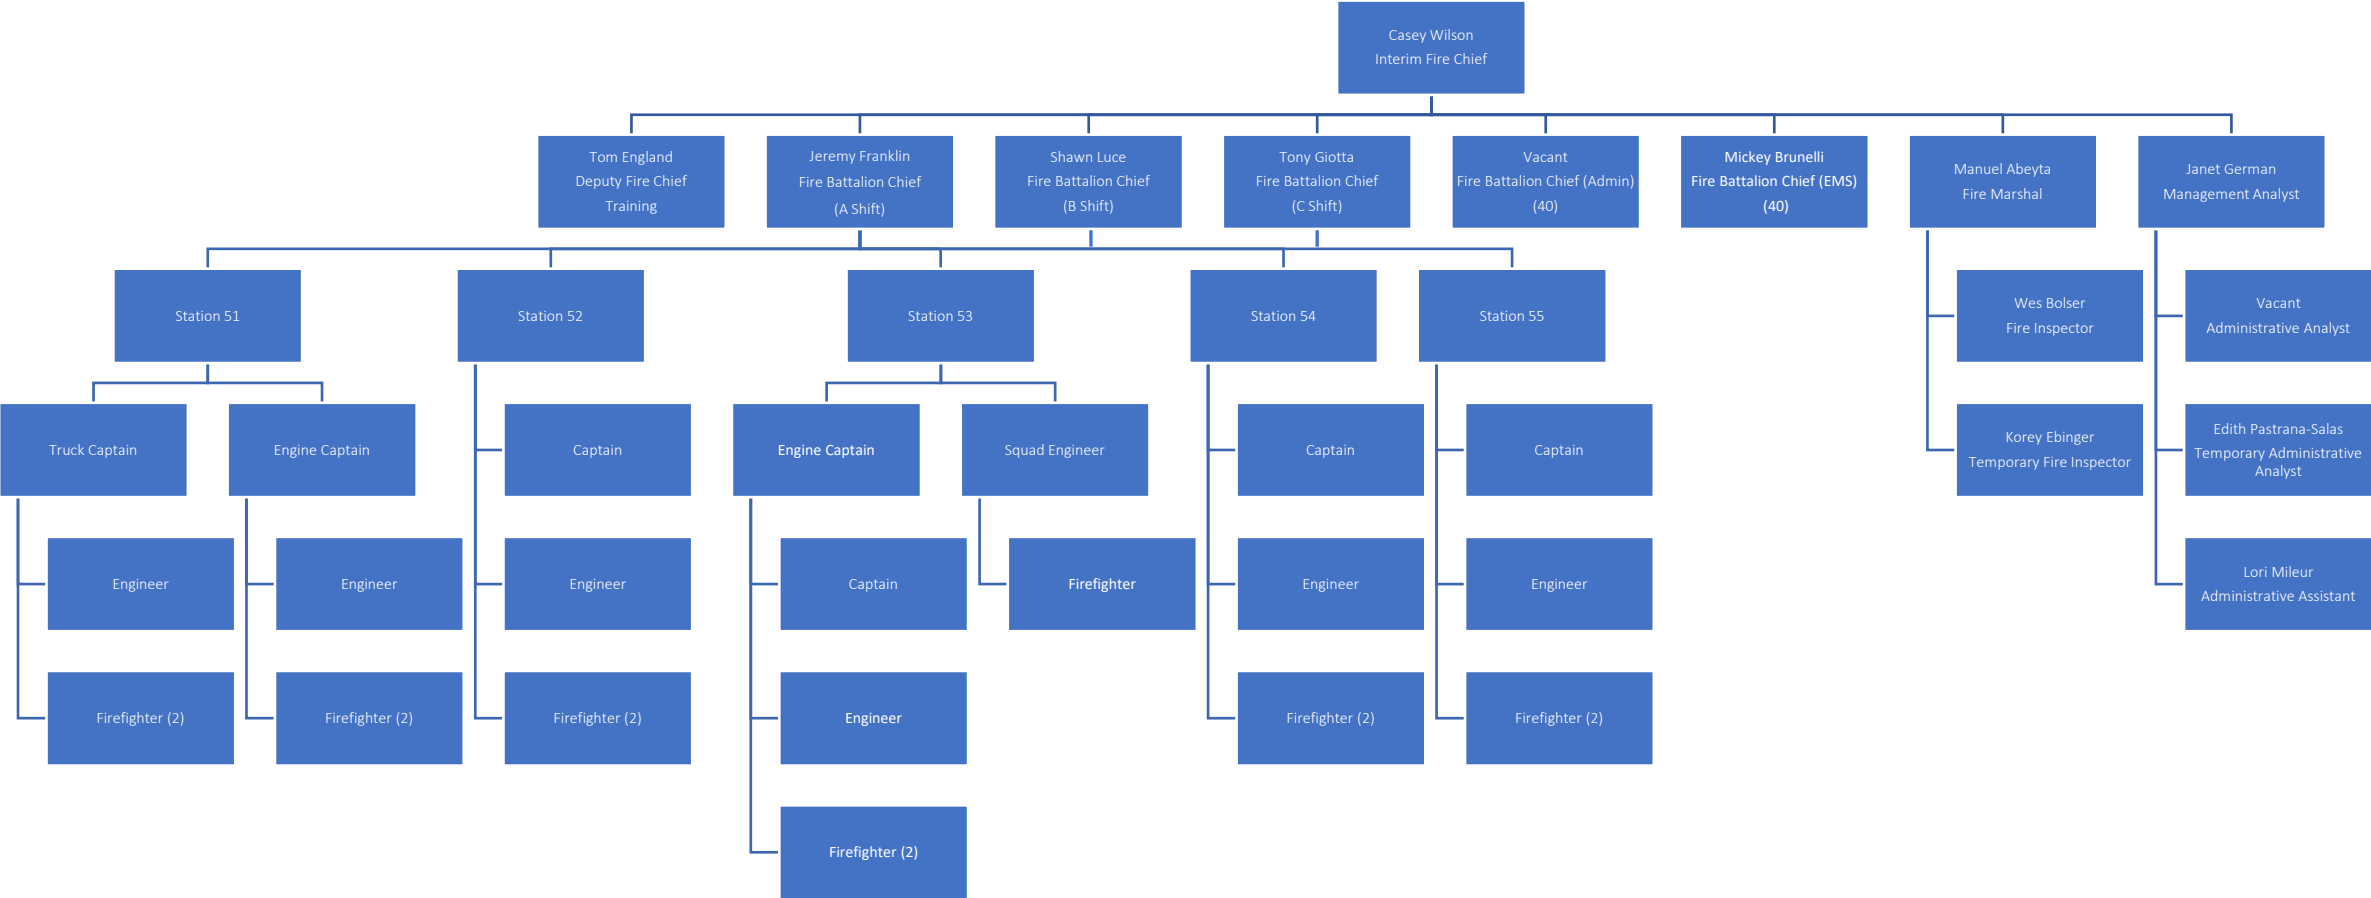 Casey Wilson
Interim Fire Chief
Tom England
Deputy Fire Chief
Training
Jeremy Franklin
Fire Battalion Chief
(A Shift)
Shawn Luce
Fire Battalion Chief
(B Shift)
Tony Giotta
Fire Battalion Chief
(C Shift)
Vacant
Fire Battalion Chief (Admin)
(40)
Mickey Brunelli
Fire Battalion Chief (EMS)
(40)
Manuel Abeyta
Fire Marshal
Janet German
Management Analyst
Station 51
Station 52
Station 53
Station 54
Station 55
Wes Bolser
Fire Inspector
Vacant
Administrative Analyst
Truck Captain
Engine Captain
Captain
Engine Captain
Squad Engineer
Captain
Captain
Korey Ebinger
Temporary Fire Inspector
Edith Pastrana-Salas
Temporary Administrative
Analyst
Engineer
Engineer
Engineer
Captain
Firefighter
Engineer
Engineer
Lori Mileur
Administrative Assistant
Firefighter (2)
Firefighter (2)
Firefighter (2)
Engineer
Firefighter (2)
Firefighter (2)
Firefighter (2)